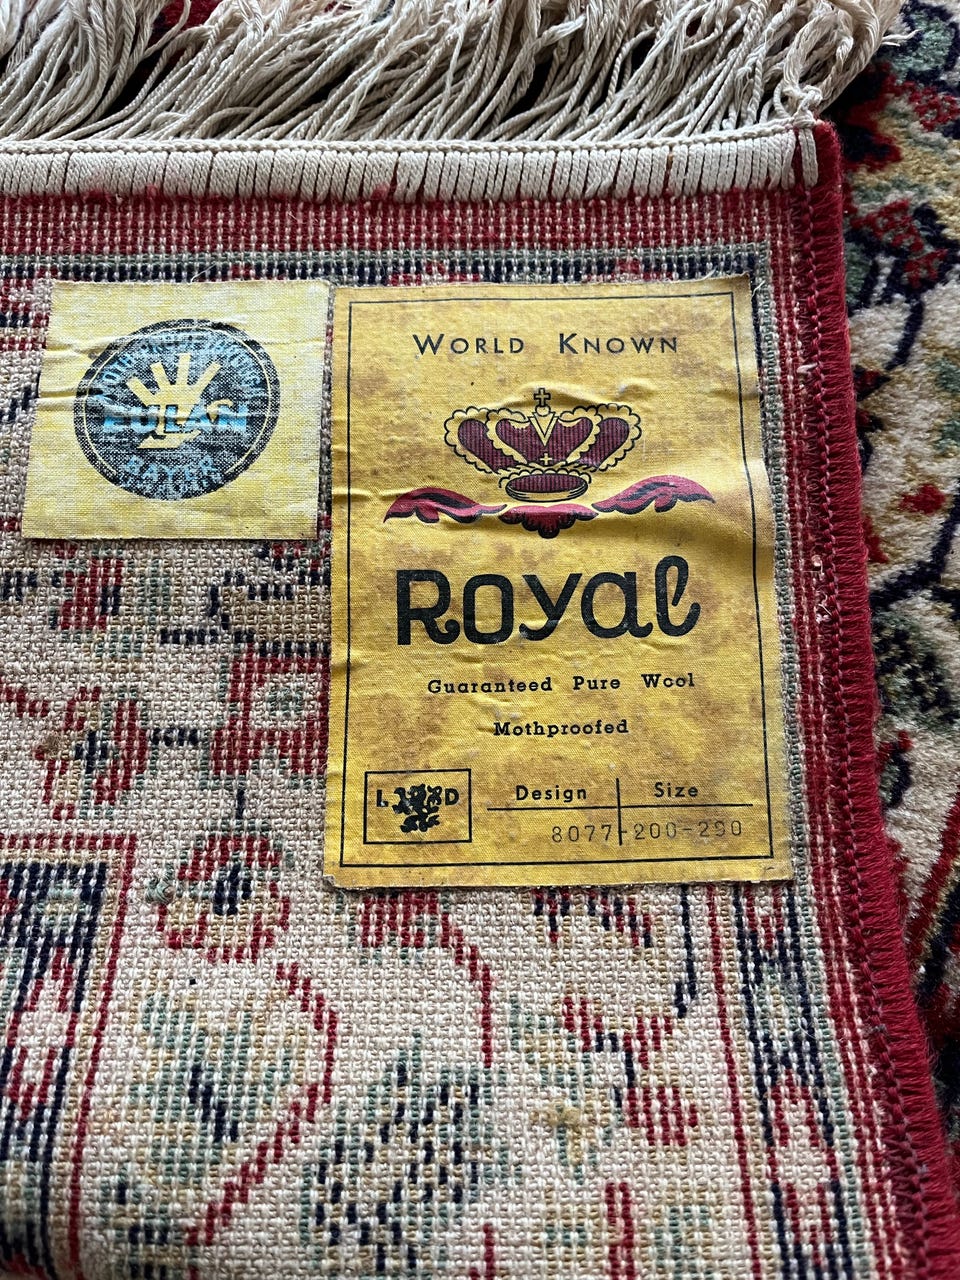 EULAN
BAYER
WORLD KNOWN
Royal
Guaranteed Pure Wool
Mothproofed
L D
Design Size
8077-200-290